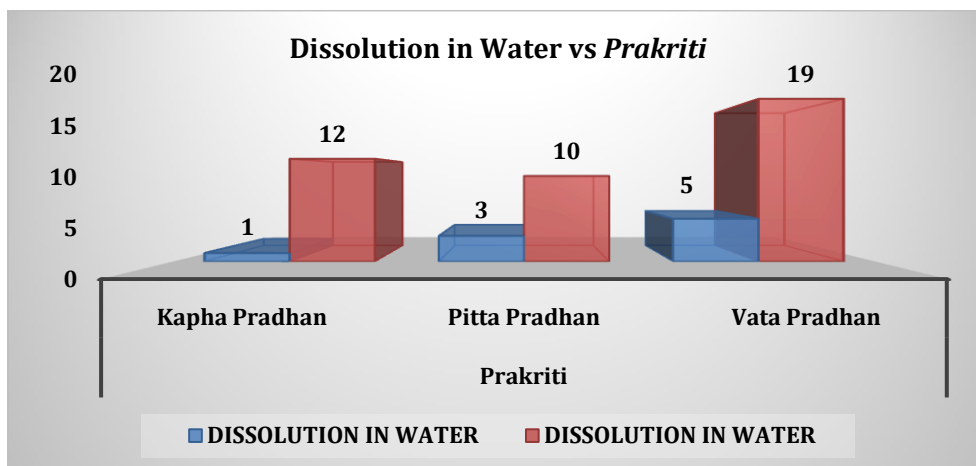 Dissolution in Water vs Prakriti
20
15
10
5
0
1
12
3
10
5
19
Kapha Pradhan
Pitta Pradhan
Vata Pradhan
Prakriti
DISSOLUTION IN WATER
DISSOLUTION IN WATER